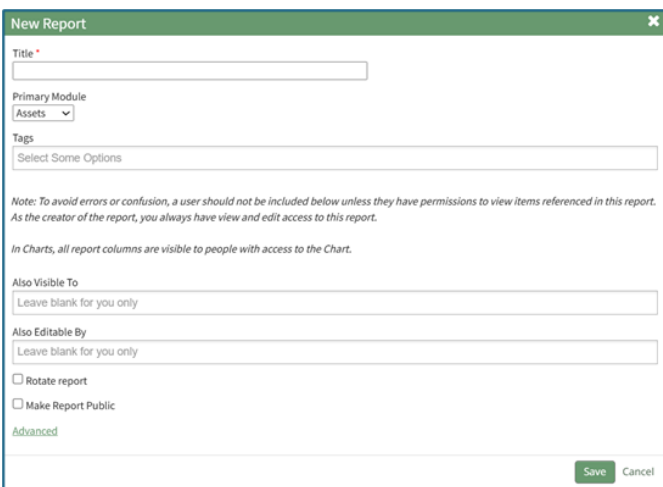 New Report
Title *
Primary Module
Assets
Tags
Select Some Options
Note: To avoid errors or confusion, a user should not be included below unless they have permissions to view items referenced in this report.
As the creator of the report, you always have view and edit access to this report.
In Charts, all report columns are visible to people with access to the Chart.
Also Visible To
Leave blank for you only
Also Editable By
Leave blank for you only
Rotate report
Make Report Public
Advanced
Save Cancel